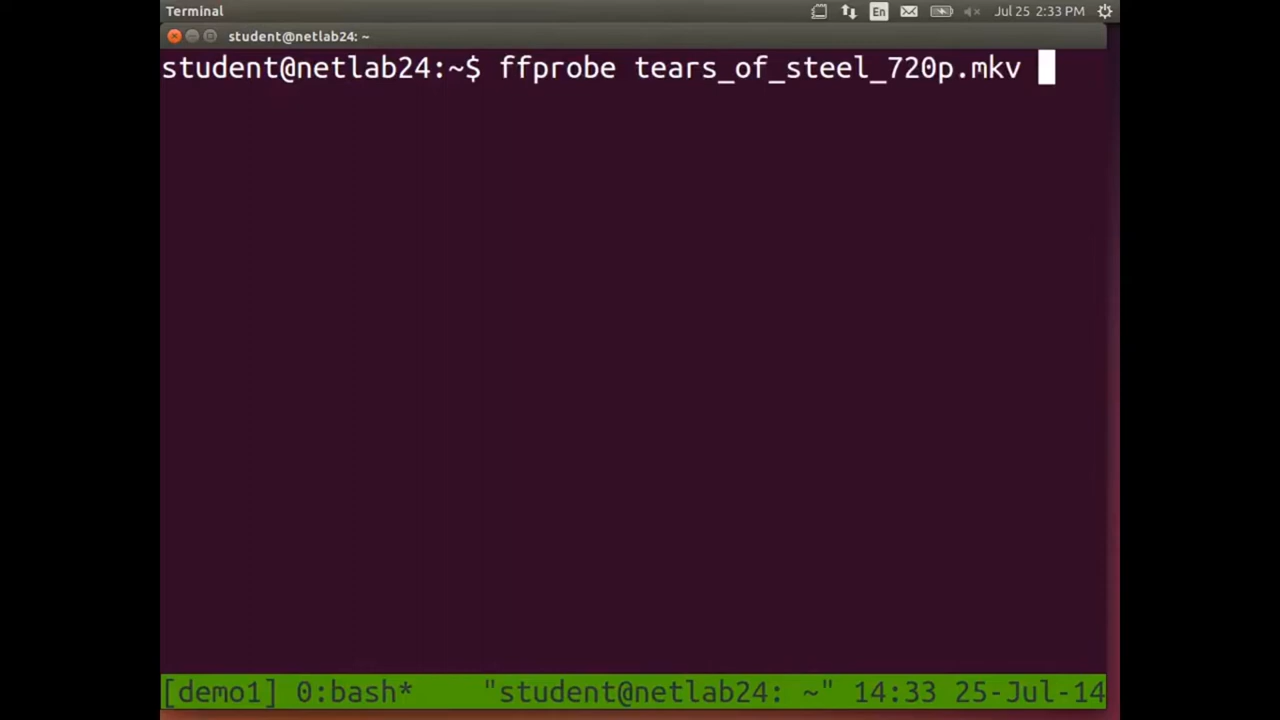 Terminal En Jul 25 2:33 PM
student@netlab24: ~
student@netlab24:~$ ffprobe tears_of_steel_720p.mkv
[demo1] 0:bash* "student@netlab24: ~" 14:33 25-Jul-14